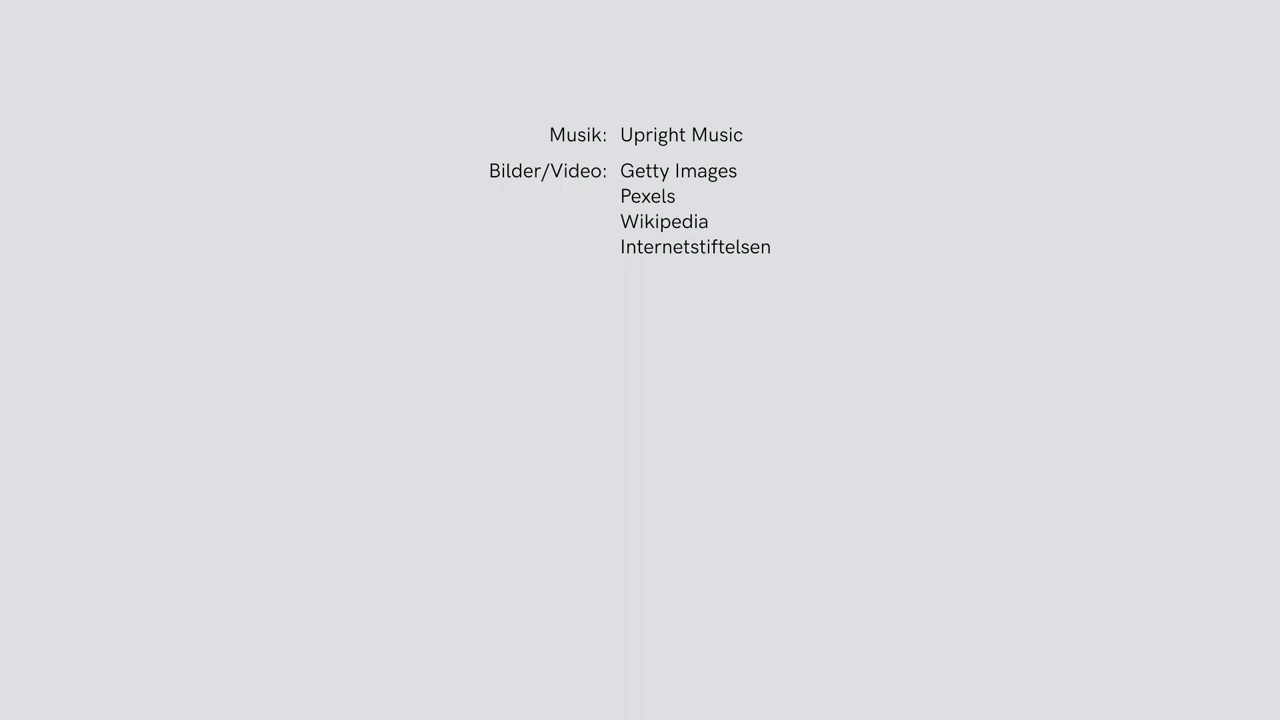 Musik: Upright Music
Bilder/Video: Getty Images
Pexels
Wikipedia
Internetstiftelsen